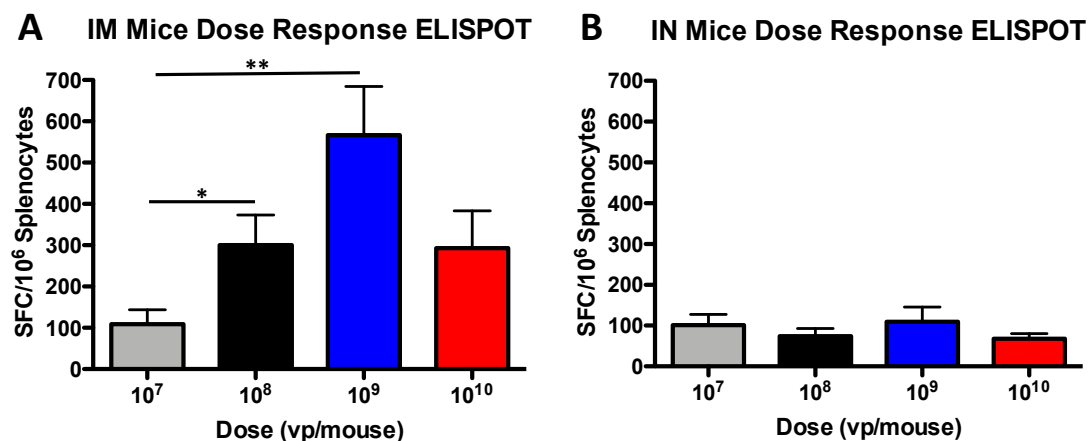 A IM Mice Dose Response ELISPOT
SFC/10⁶ Splenocytes
700
600
500
400
300
200
100
0
**
*
10⁷ 10⁸ 10⁹ 10¹⁰
Dose (vp/mouse)
B IN Mice Dose Response ELISPOT
SFC/10⁶ Splenocytes
700
600
500
400
300
200
100
0
10⁷ 10⁸ 10⁹ 10¹⁰
Dose (vp/mouse)